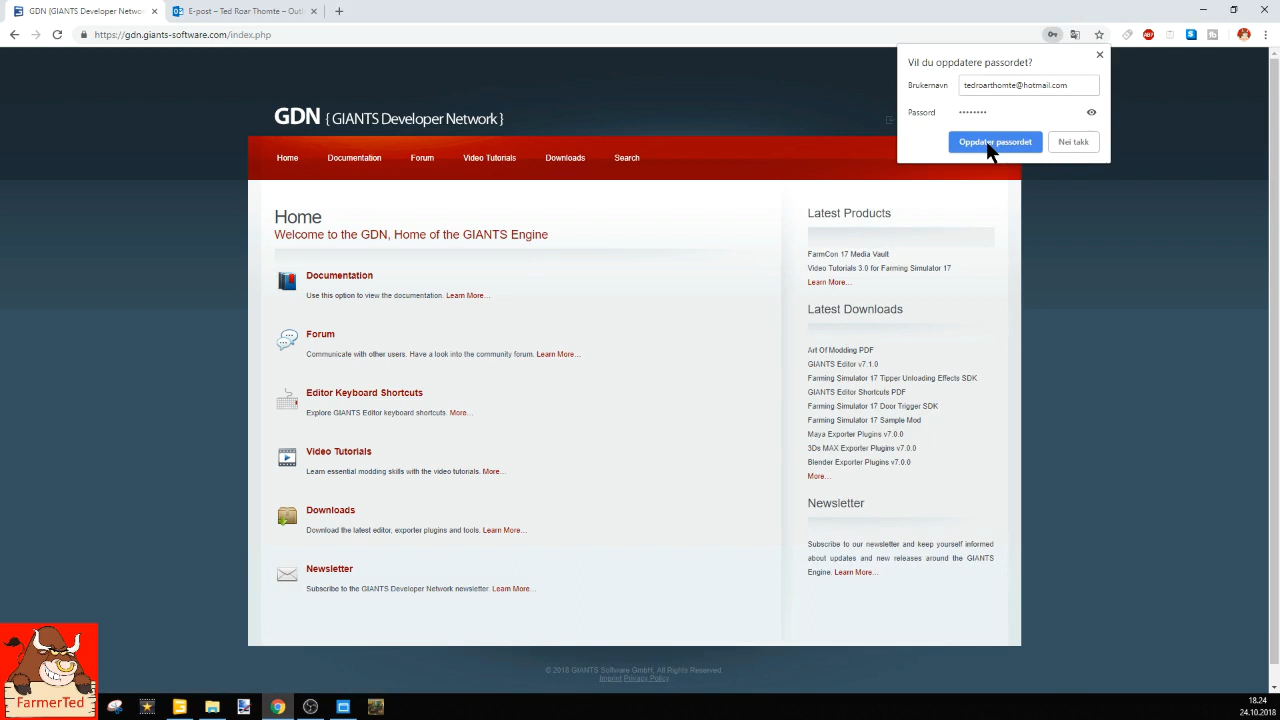 GDN {GIANTS Developer Networ
E-post – Ted Roar Thomte – Outl
https://gdn.giants-software.com/index.php
Vil du oppdatere passordet?
Brukernavn tedroarthomte@hotmail.com
Passord ••••••••
Oppdater passordet Nei takk
GDN { GIANTS Developer Network }
Home Documentation Forum Video Tutorials Downloads Search
Home
Welcome to the GDN, Home of the GIANTS Engine
Documentation
Use this option to view the documentation. Learn More...
Forum
Communicate with other users. Have a look into the community forum. Learn More...
Editor Keyboard Shortcuts
Explore GIANTS Editor keyboard shortcuts. More...
Video Tutorials
Learn essential modding skills with the video tutorials. More...
Downloads
Download the latest editor, exporter plugins and tools. Learn More...
Newsletter
Subscribe to the GIANTS Developer Network newsletter. Learn More...
Latest Products
FarmCon 17 Media Vault
Video Tutorials 3.0 for Farming Simulator 17
Learn More...
Latest Downloads
Art Of Modding PDF
GIANTS Editor v7.1.0
Farming Simulator 17 Tipper Unloading Effects SDK
GIANTS Editor Shortcuts PDF
Farming Simulator 17 Door Trigger SDK
Farming Simulator 17 Sample Mod
Maya Exporter Plugins v7.0.0
3Ds MAX Exporter Plugins v7.0.0
Blender Exporter Plugins v7.0.0
More...
Newsletter
Subscribe to our newsletter and keep yourself informed
about updates and new releases around the GIANTS
Engine. Learn More...
© 2018 GIANTS Software GmbH, All Rights Reserved.
Imprint Privacy Policy
FarmerTed
18.24
24.10.2018